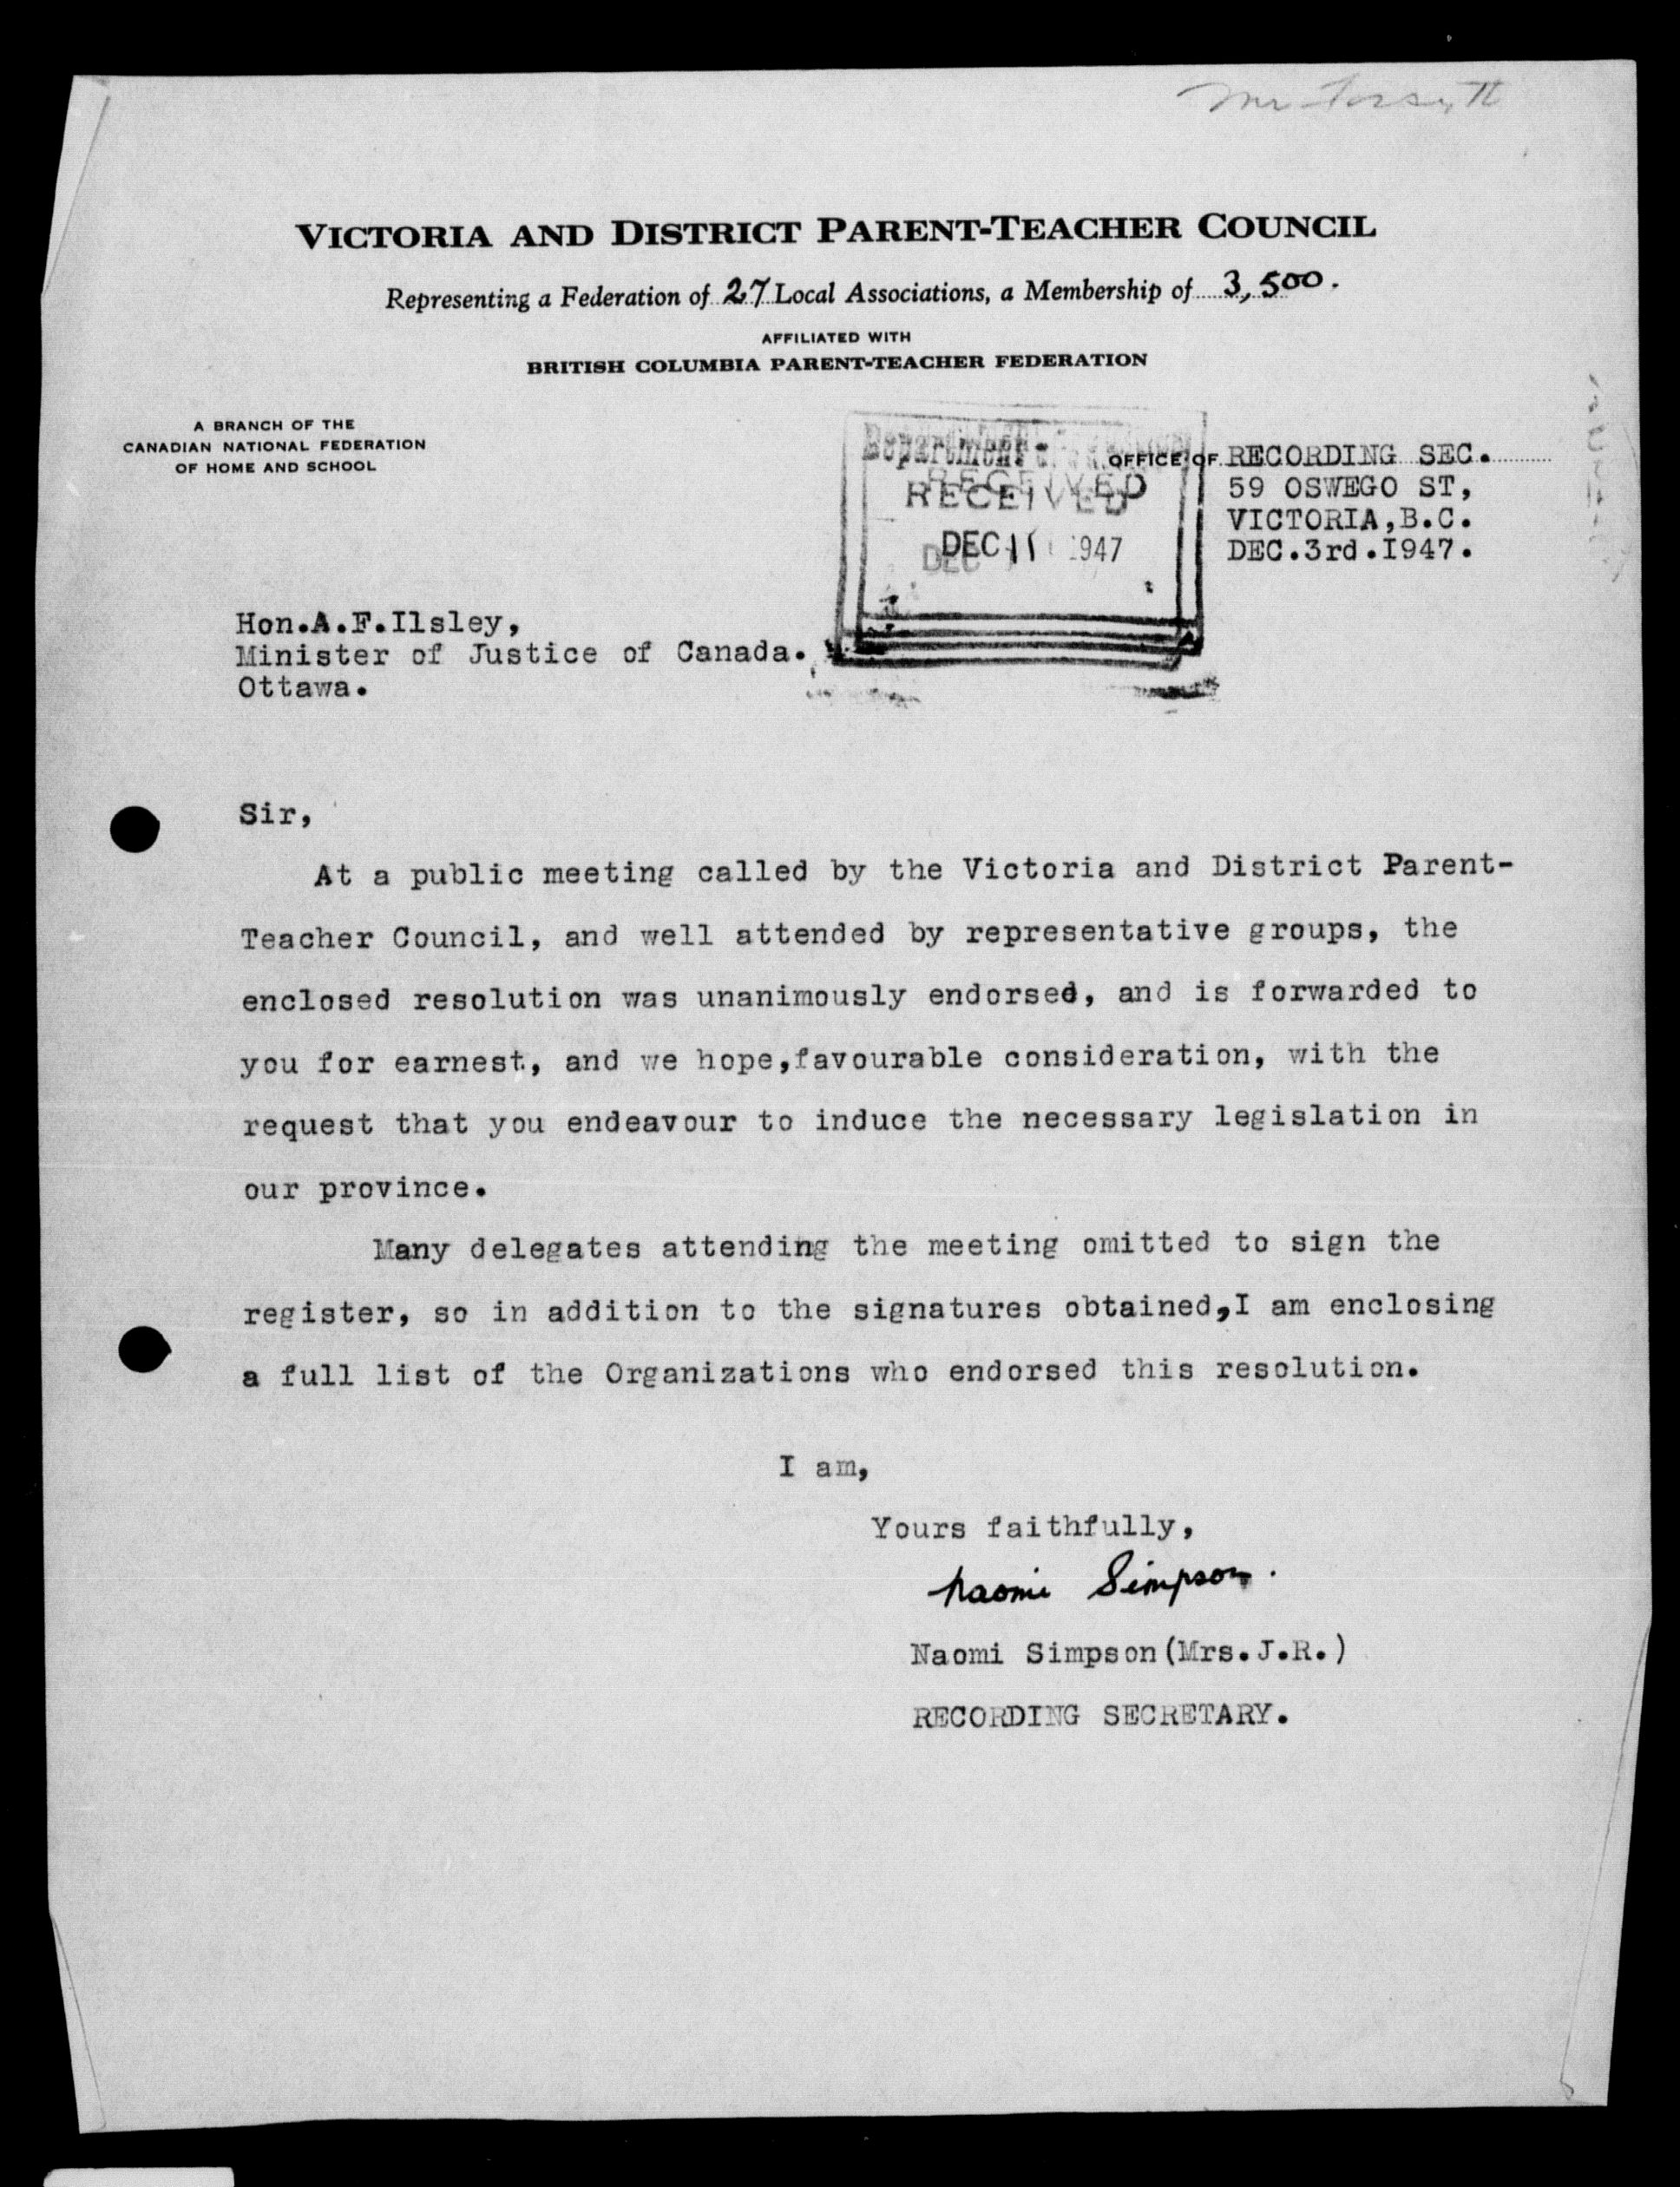 Mr Forsyth
VICTORIA AND DISTRICT PARENT-TEACHER COUNCIL
Representing a Federation of 27 Local Associations, a Membership of 3,500.
AFFILIATED WITH
BRITISH COLUMBIA PARENT-TEACHER FEDERATION
A BRANCH OF THE
CANADIAN NATIONAL FEDERATION
OF HOME AND SCHOOL
Department
RECEIVED
DEC 11 1947
OFFICE OF RECORDING SEC.
59 OSWEGO ST,
VICTORIA,B.C.
DEC.3rd.I947.
Hon.A.F.Ilsley,
Minister of Justice of Canada.
Ottawa.
Sir,
At a public meeting called by the Victoria and District Parent-
Teacher Council, and well attended by representative groups, the
enclosed resolution was unanimously endorsed, and is forwarded to
you for earnest, and we hope,favourable consideration, with the
request that you endeavour to induce the necessary legislation in
our province.
Many delegates attending the meeting omitted to sign the
register, so in addition to the signatures obtained,I am enclosing
a full list of the Organizations who endorsed this resolution.
I am,
Yours faithfully,
Naomi Simpson.
Naomi Simpson(Mrs.J.R.)
RECORDING SECRETARY.